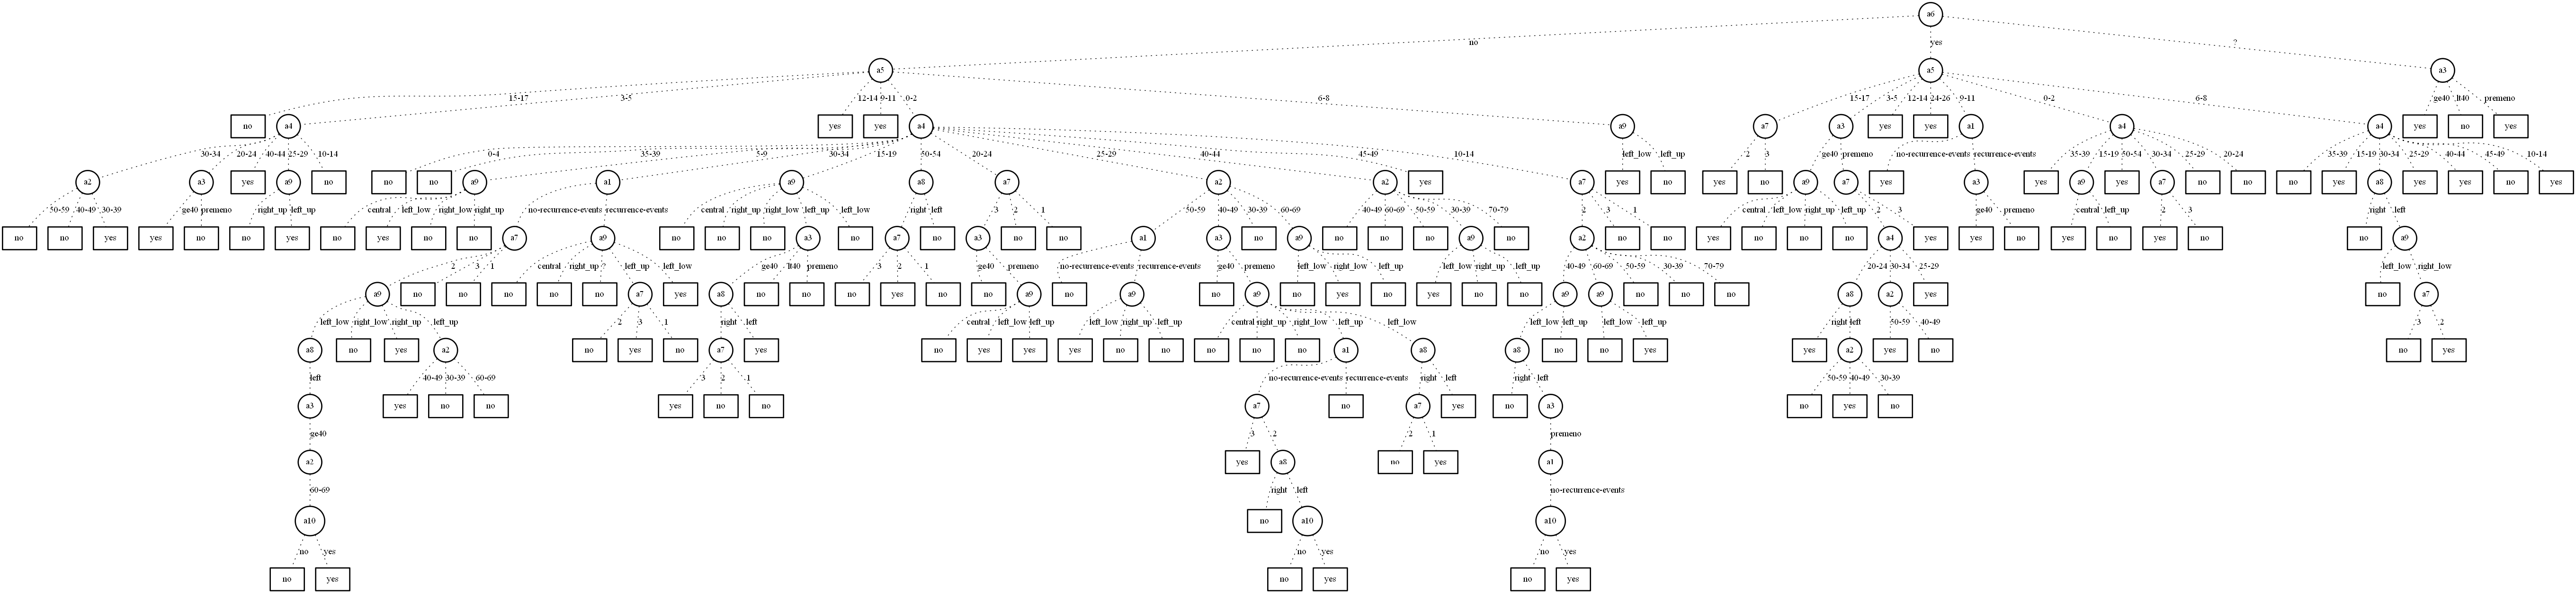 a6
no yes ?
a5 a5 a3
15-17 3-5 12-14 9-11 0-2 6-8 15-17 3-5 12-14 24-26 9-11 0-2 6-8 ge40 lt40 premeno
no a4 yes yes a4 a9 a7 a3 yes yes a1 a4 a4 yes no yes
30-34 20-24 40-44 25-29 10-14 0-4 35-39 5-9 30-34 15-19 50-54 20-24 25-29 40-44 45-49 10-14 left_low left_up 2 3 ge40 premeno no-recurrence-events recurrence-events 35-39 15-19 50-54 30-34 25-29 20-24 35-39 15-19 30-34 25-29 40-44 45-49 10-14
a2 a3 yes a9 no no no a9 a1 a9 a8 a7 a2 a2 yes a7 yes no yes no a9 a7 yes a3 yes a9 yes a7 no no no yes a8 yes yes no yes
50-59 40-49 30-39 ge40 premeno right_up left_up central left_low right_low right_up no-recurrence-events recurrence-events central right_up right_low left_up left_low right left 3 2 1 50-59 40-49 30-39 60-69 40-49 60-69 50-59 30-39 70-79 2 3 1 central left_low right_up left_up 2 3 ge40 premeno central left_up 2 3 right left
no no yes yes no no yes no yes no no a7 a9 no no no a3 no a7 no a3 no no a1 a3 no a9 no no no a9 no a2 no no yes no no no a4 yes yes no yes no yes no no a9
2 3 1 central right_up ? left_up left_low ge40 lt40 premeno 3 2 1 ge40 premeno no-recurrence-events recurrence-events ge40 premeno left_low right_low left_up left_low right_up left_up 40-49 60-69 50-59 30-39 70-79 20-24 30-34 25-29 left_low right_low
a9 no no no no no a7 yes a8 no no no yes no no a9 no a9 no a9 no yes no yes no no a9 a9 no no no a8 a2 yes no a7
left_low right_low right_up left_up 2 3 1 right left central left_low left_up left_low right_up left_up central right_up right_low left_up left_low left_low left_up left_low left_up right left 50-59 40-49 3 2
a8 no yes a2 no yes no a7 yes no yes yes yes no no no no no a1 a8 a8 no no yes yes a2 yes no no yes
left 40-49 30-39 60-69 3 2 1 no-recurrence-events recurrence-events right left right left 50-59 40-49 30-39
a3 yes no no yes no no a7 no a7 yes no a3 no yes no
ge40 3 2 2 1 premeno
a2 yes a8 no yes a1
60-69 right left no-recurrence-events
a10 no a10 a10
no yes no yes no yes
no yes no yes no yes